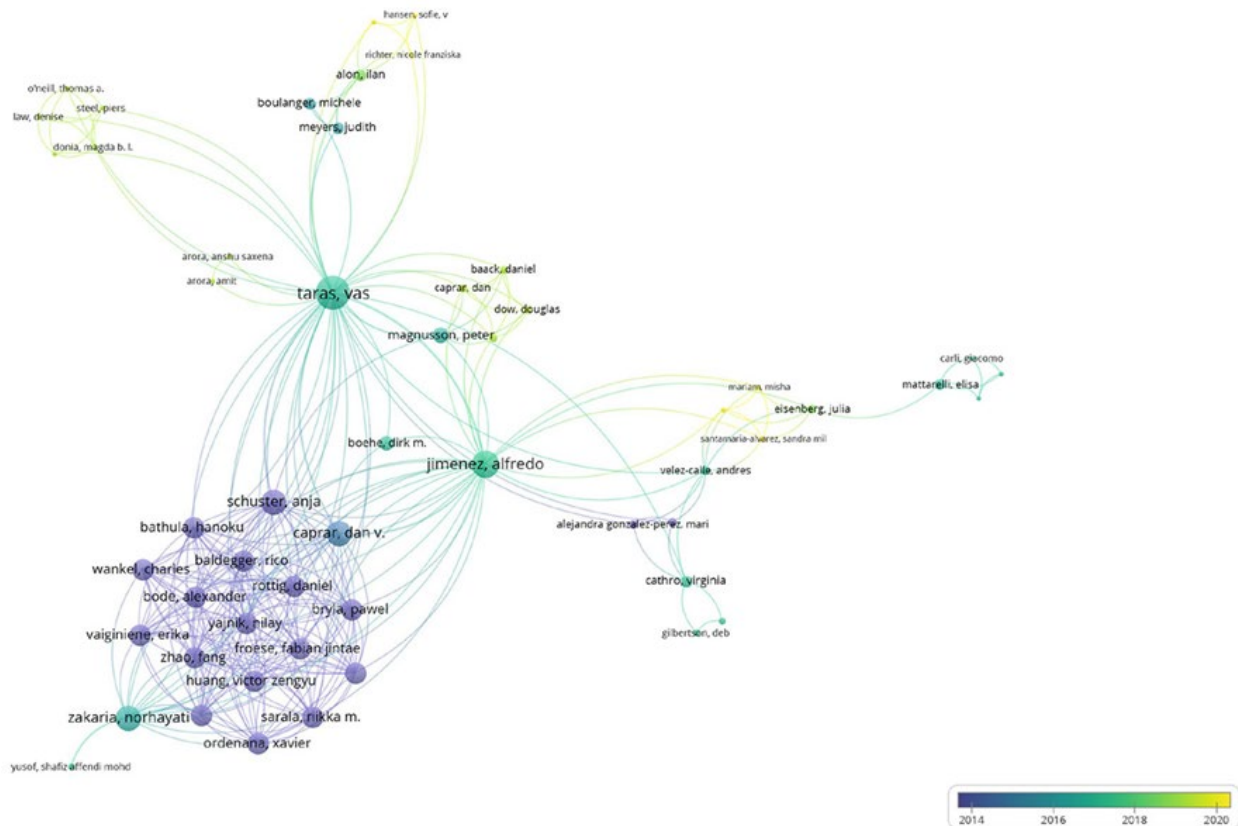 hansen, sofie, v
richter, nicole franziska
alon, ilan
o'neill, thomas a.
boulanger, michele
steel, piers
law, denise
meyers, judith
donia, magda b. l.
arora, anshu saxena
baack, daniel
arora, amit
caprar, dan
taras, vas
dow, douglas
magnusson, peter
carli, giacomo
mattarelli, elisa
mariam, misha
eisenberg, julia
santamaria-alvarez, sandra mil
boehe, dirk m.
jimenez, alfredo
velez-calle, andres
schuster, anja
bathula, hanoku
alejandra gonzalez-perez, mari
caprar, dan v.
baldegger, rico
wankel, charles
cathro, virginia
rottig, daniel
bode, alexander
bryla, pawel
yajnik, nilay
vaiginiene, erika
gilbertson, deb
froese, fabian jintae
zhao, fang
huang, victor zengyu
zakaria, norhayati
sarala, nikka m.
ordenana, xavier
yusof, shafiz affendi mohd
2014 2016 2018 2020